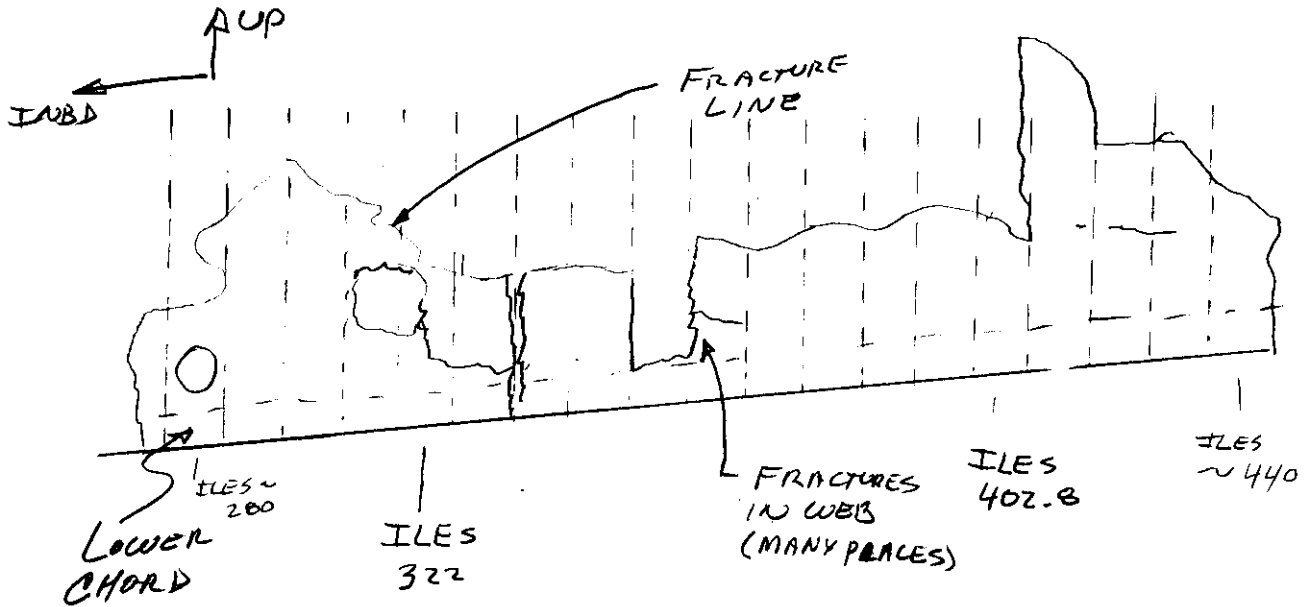 UP
INBD
FRACTURE
LINE
ILES ~
280
LOWER
CHORD
ILES
322
FRACTURES
IN WEB
(MANY PLACES)
ILES
402.8
ILES
~ 440